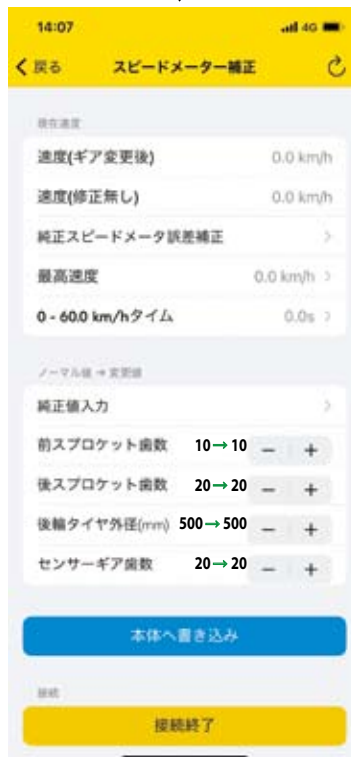 14:07 4G
戻る スピードメーター補正
現在速度
速度(ギア変更後) 0.0 km/h
速度(修正無し) 0.0 km/h
純正スピードメータ誤差補正
最高速度 0.0 km/h
0 - 60.0 km/hタイム 0.0s
ノーマル値 → 変更値
純正値入力
前スプロケット歯数 10→10 − +
後スプロケット歯数 20→20 − +
後輪タイヤ外径(mm) 500→500 − +
センサーギア歯数 20→20 − +
本体へ書き込み
接続
接続終了